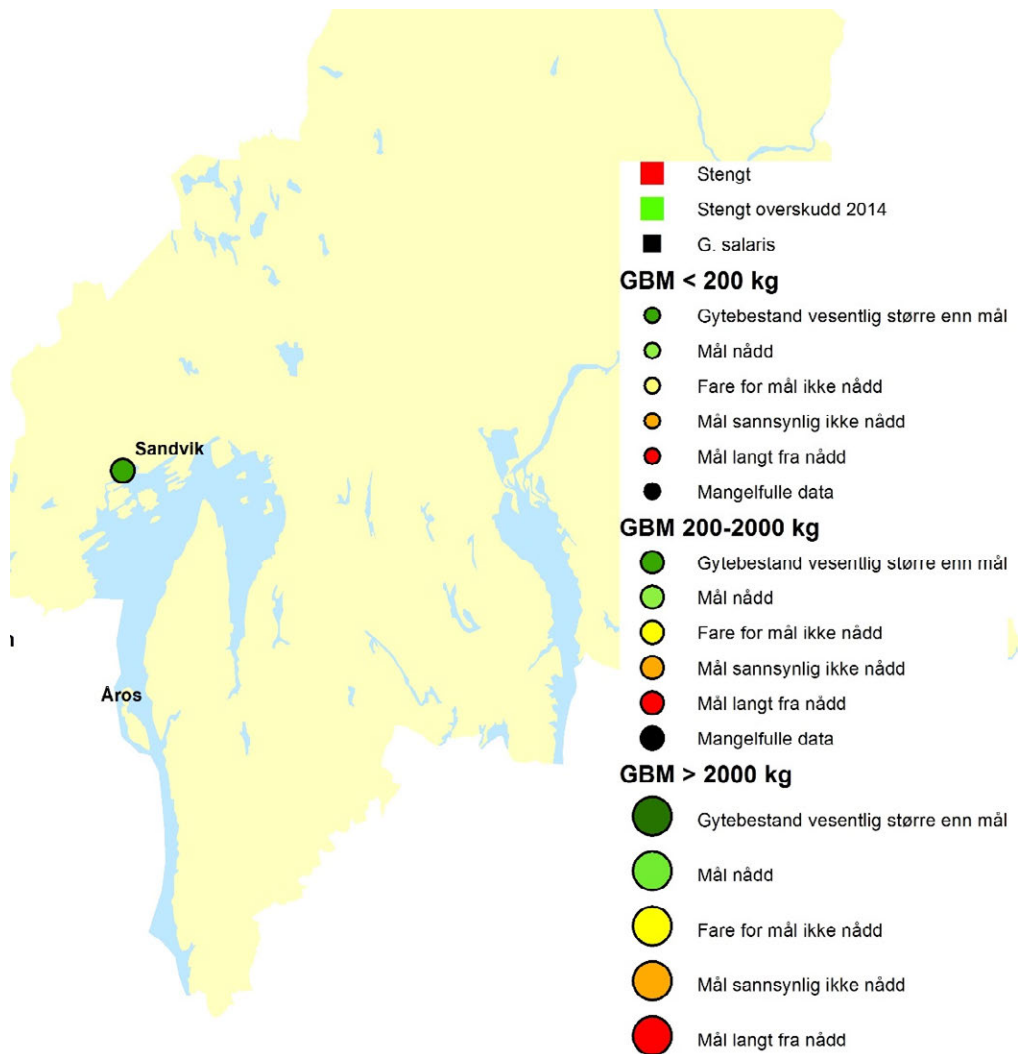 Sandvik
Åros
Stengt
Stengt overskudd 2014
G. salaris
GBM < 200 kg
Gytebestand vesentlig større enn mål
Mål nådd
Fare for mål ikke nådd
Mål sannsynlig ikke nådd
Mål langt fra nådd
Mangelfulle data
GBM 200-2000 kg
Gytebestand vesentlig større enn mål
Mål nådd
Fare for mål ikke nådd
Mål sannsynlig ikke nådd
Mål langt fra nådd
Mangelfulle data
GBM > 2000 kg
Gytebestand vesentlig større enn mål
Mål nådd
Fare for mål ikke nådd
Mål sannsynlig ikke nådd
Mål langt fra nådd